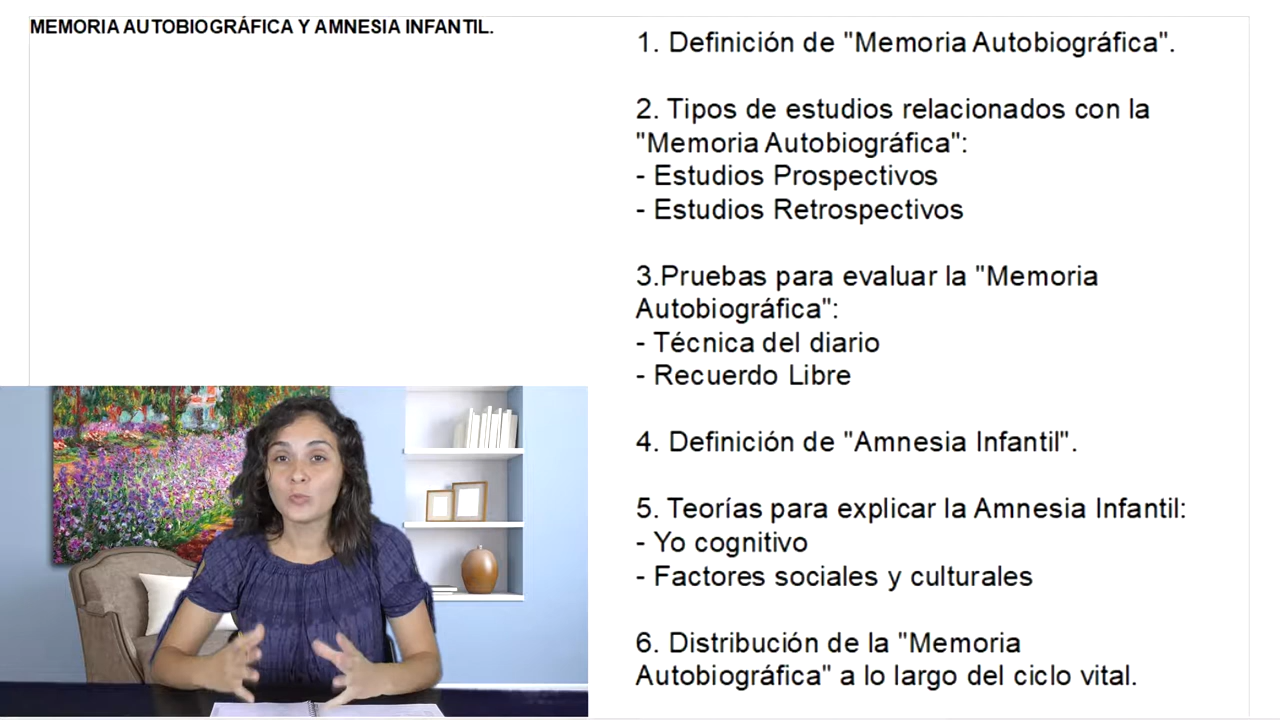 MEMORIA AUTOBIOGRÁFICA Y AMNESIA INFANTIL.
1. Definición de "Memoria Autobiográfica".
2. Tipos de estudios relacionados con la
"Memoria Autobiográfica":
- Estudios Prospectivos
- Estudios Retrospectivos
3.Pruebas para evaluar la "Memoria
Autobiográfica":
- Técnica del diario
- Recuerdo Libre
4. Definición de "Amnesia Infantil".
5. Teorías para explicar la Amnesia Infantil:
- Yo cognitivo
- Factores sociales y culturales
6. Distribución de la "Memoria
Autobiográfica" a lo largo del ciclo vital.